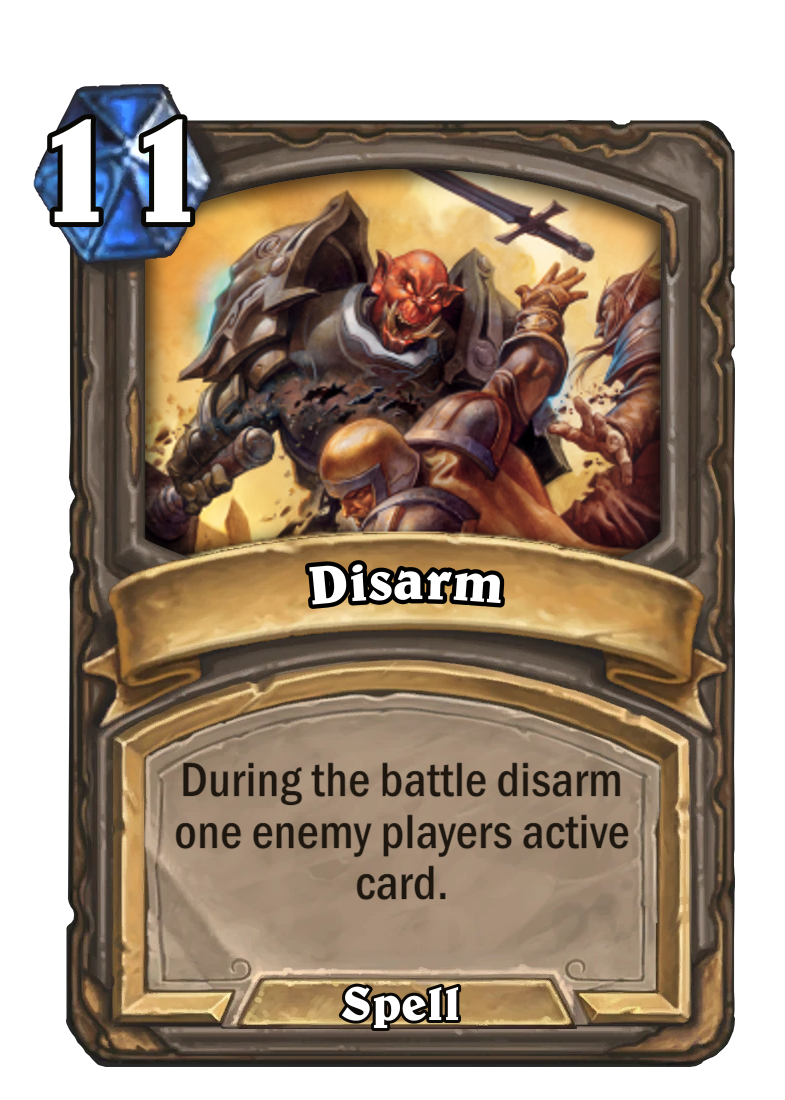 11
Disarm
During the battle disarm
one enemy players active
card.
Spell